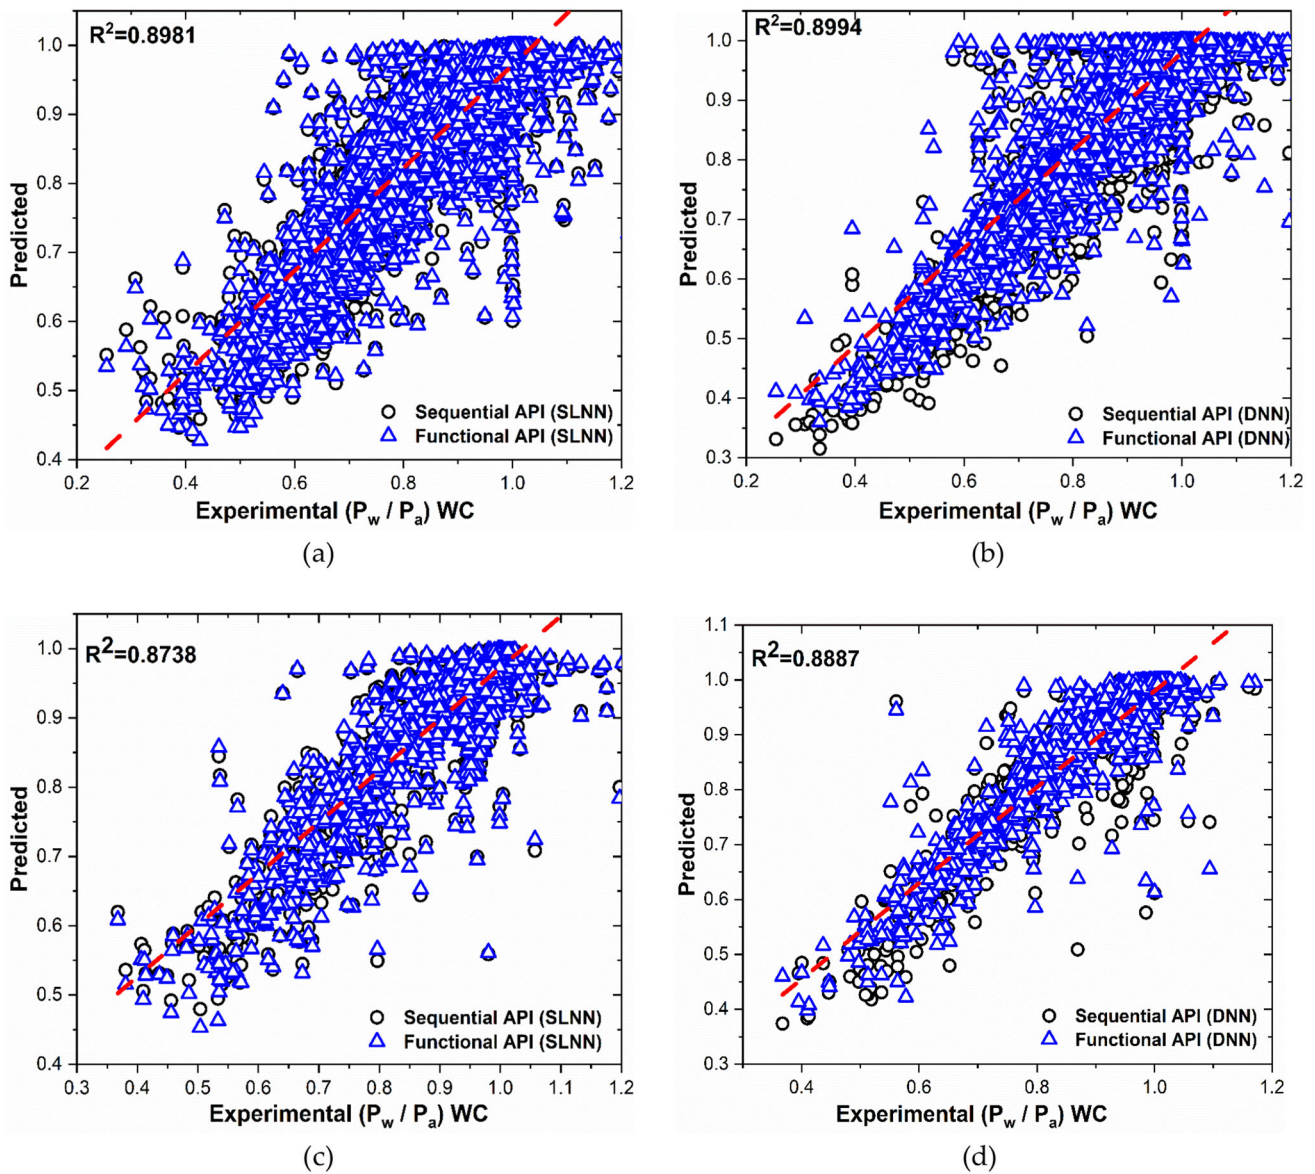 R²=0.8981
1.0
0.9
0.8
0.7
0.6
0.5
0.4
Predicted
Sequential API (SLNN)
Functional API (SLNN)
0.2 0.4 0.6 0.8 1.0 1.2
Experimental (Pw / Pa) WC
(a)
R²=0.8994
1.0
0.9
0.8
0.7
0.6
0.5
0.4
0.3
Predicted
Sequential API (DNN)
Functional API (DNN)
0.2 0.4 0.6 0.8 1.0 1.2
Experimental (Pw / Pa) WC
(b)
R²=0.8738
1.0
0.9
0.8
0.7
0.6
0.5
0.4
Predicted
Sequential API (SLNN)
Functional API (SLNN)
0.3 0.4 0.5 0.6 0.7 0.8 0.9 1.0 1.1 1.2
Experimental (Pw / Pa) WC
(c)
R²=0.8887
1.1
1.0
0.9
0.8
0.7
0.6
0.5
0.4
0.3
Predicted
Sequential API (DNN)
Functional API (DNN)
0.4 0.6 0.8 1.0 1.2
Experimental (Pw / Pa) WC
(d)